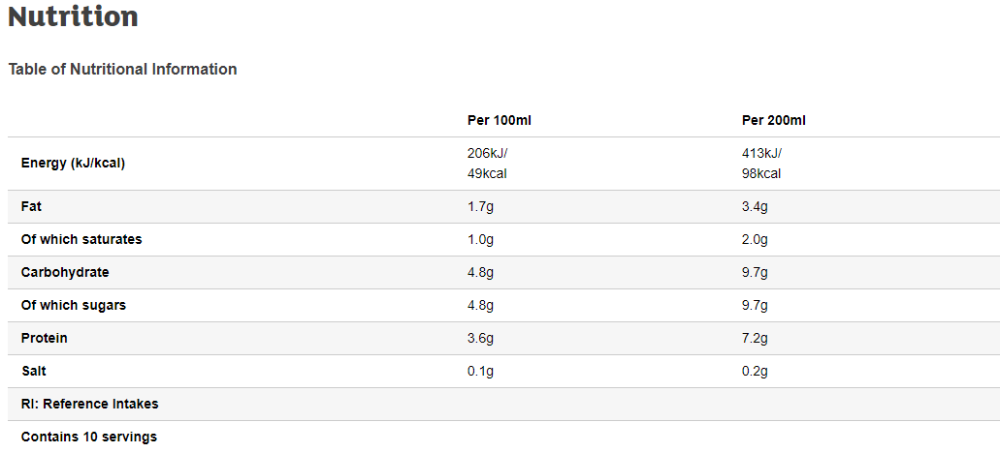 Nutrition
Table of Nutritional Information
Per 100ml Per 200ml
Energy (kJ/kcal) 206kJ/ 49kcal 413kJ/ 98kcal
Fat 1.7g 3.4g
Of which saturates 1.0g 2.0g
Carbohydrate 4.8g 9.7g
Of which sugars 4.8g 9.7g
Protein 3.6g 7.2g
Salt 0.1g 0.2g
RI: Reference Intakes
Contains 10 servings